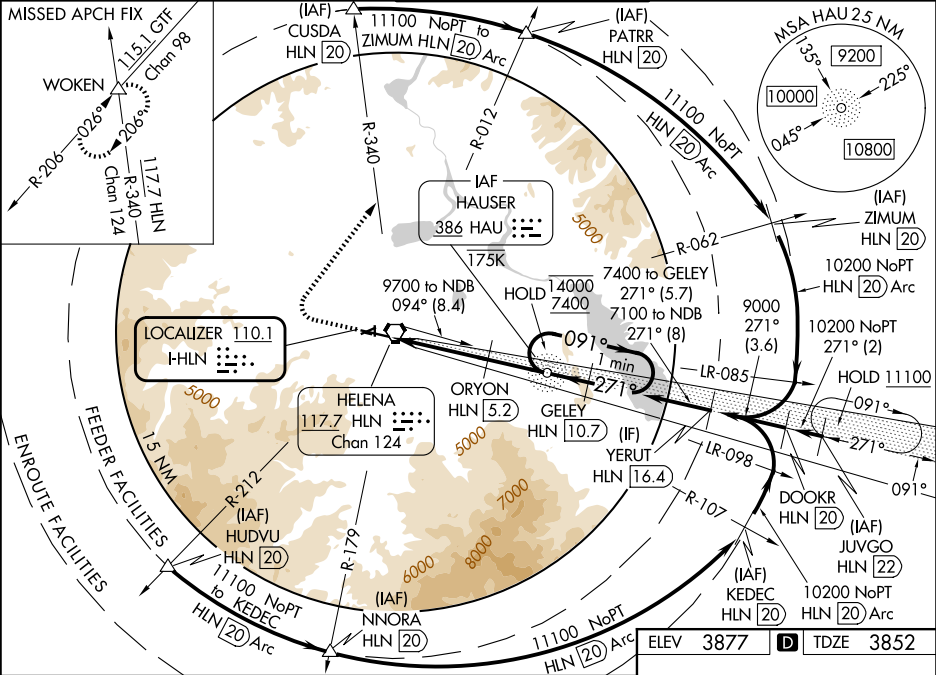 MISSED APCH FIX
115.1 GTF
Chan 98
WOKEN
026°
206°
R-206
R-340
117.7 HLN
Chan 124
(IAF)
CUSDA
HLN 20
11100 NoPT to
ZIMUM HLN 20 Arc
(IAF)
PATRR
HLN 20
11100 NoPT
HLN 20 Arc
MSA HAU 25 NM
135°
9200
225°
10000
045°
10800
R-340
R-012
IAF
HAUSER
386 HAU
175K
5000
R-062
(IAF)
ZIMUM
HLN 20
10200 NoPT
HLN 20 Arc
9700 to NDB
094° (8.4)
HOLD 14000
7400
7400 to GELEY
271° (5.7)
7100 to NDB
271° (8)
9000
271°
(3.6)
10200 NoPT
271° (2)
HOLD 11100
091°
271°
091°
LOCALIZER 110.1
I-HLN
091°
1 min
271°
LR-085
ORYON
HLN 5.2
GELEY
HLN 10.7
(IF)
YERUT
HLN 16.4
LR-098
HELENA
117.7 HLN
Chan 124
5000
5000
7000
8000
6000
DOOKR
HLN 20
(IAF)
JUVGO
HLN 22
R-107
15 NM
FEEDER FACILITIES
ENROUTE FACILITIES
R-212
(IAF)
HUDVU
HLN 20
R-179
11100 NoPT
to KEDEC
HLN 20 Arc
(IAF)
NNORA
HLN 20
11100 NoPT
HLN 20 Arc
(IAF)
KEDEC
HLN 20
10200 NoPT
HLN 20 Arc
ELEV 3877 D TDZE 3852